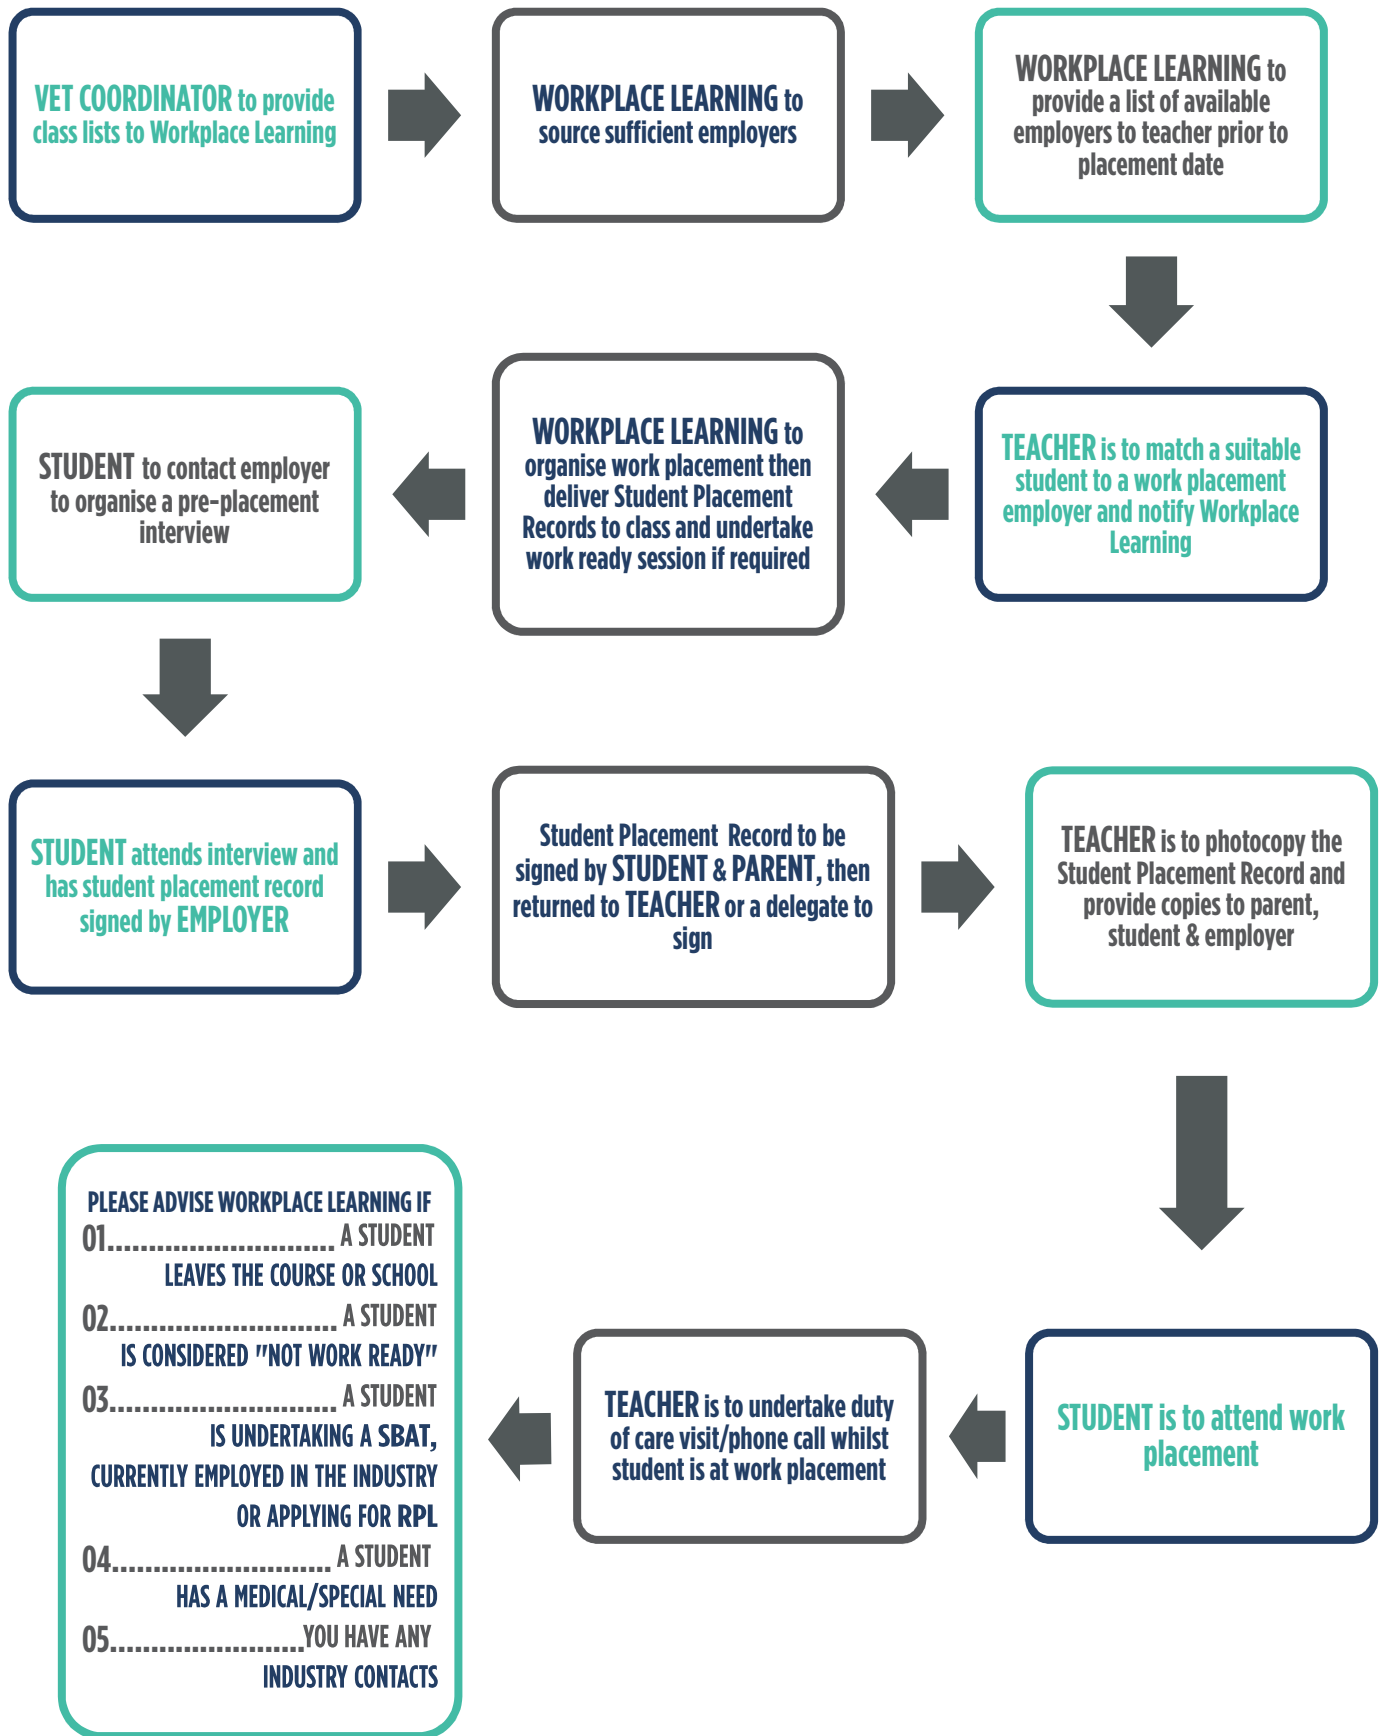 VET COORDINATOR to provide
class lists to Workplace Learning
WORKPLACE LEARNING to
source sufficient employers
WORKPLACE LEARNING to
provide a list of available
employers to teacher prior to
placement date
TEACHER is to match a suitable
student to a work placement
employer and notify Workplace
Learning
WORKPLACE LEARNING to
organise work placement then
deliver Student Placement
Records to class and undertake
work ready session if required
STUDENT to contact employer
to organise a pre-placement
interview
STUDENT attends interview and
has student placement record
signed by EMPLOYER
Student Placement Record to be
signed by STUDENT & PARENT, then
returned to TEACHER or a delegate to
sign
TEACHER is to photocopy the
Student Placement Record and
provide copies to parent,
student & employer
STUDENT is to attend work
placement
TEACHER is to undertake duty
of care visit/phone call whilst
student is at work placement
PLEASE ADVISE WORKPLACE LEARNING IF
01............................ A STUDENT
LEAVES THE COURSE OR SCHOOL
02............................ A STUDENT
IS CONSIDERED "NOT WORK READY"
03............................ A STUDENT
IS UNDERTAKING A SBAT,
CURRENTLY EMPLOYED IN THE INDUSTRY
OR APPLYING FOR RPL
04........................... A STUDENT
HAS A MEDICAL/SPECIAL NEED
05........................YOU HAVE ANY
INDUSTRY CONTACTS